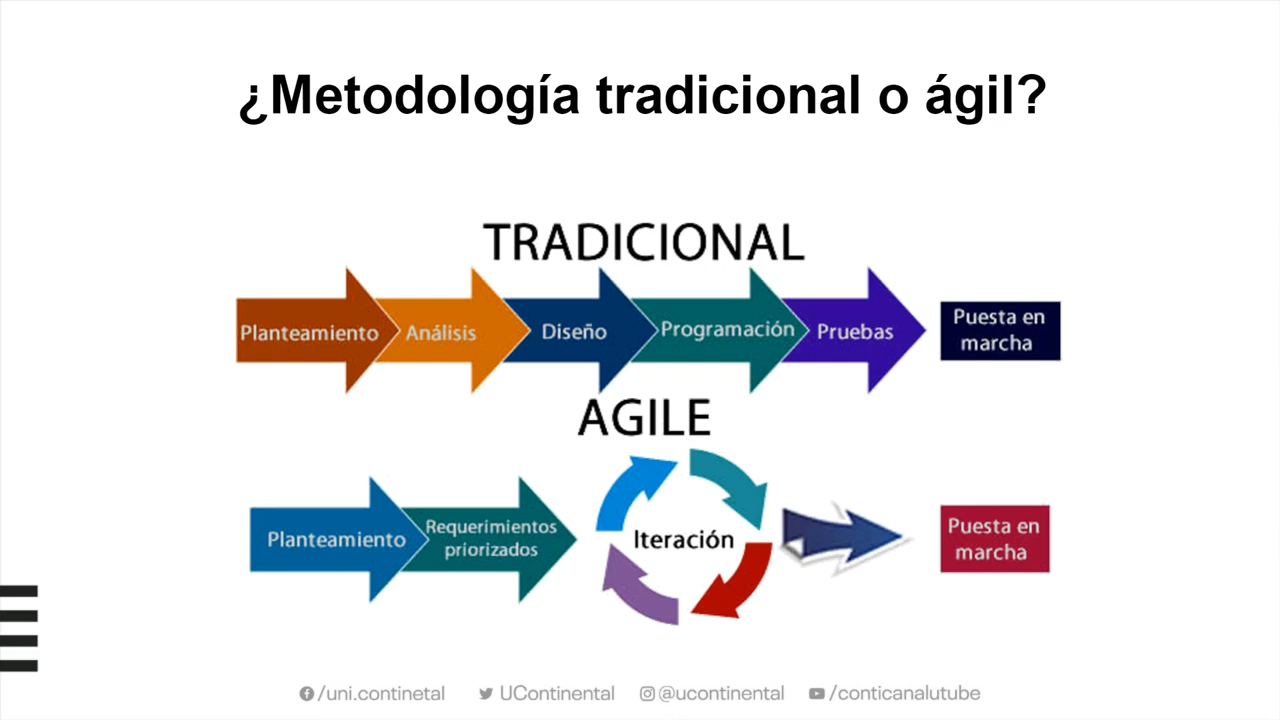 ¿Metodología tradicional o ágil?
TRADICIONAL
Planteamiento
Análisis
Diseño
Programación
Pruebas
Puesta en
marcha
AGILE
Planteamiento
Requerimientos
priorizados
Iteración
Puesta en
marcha
/uni.continetal
UContinental
@ucontinental
/conticanalutube